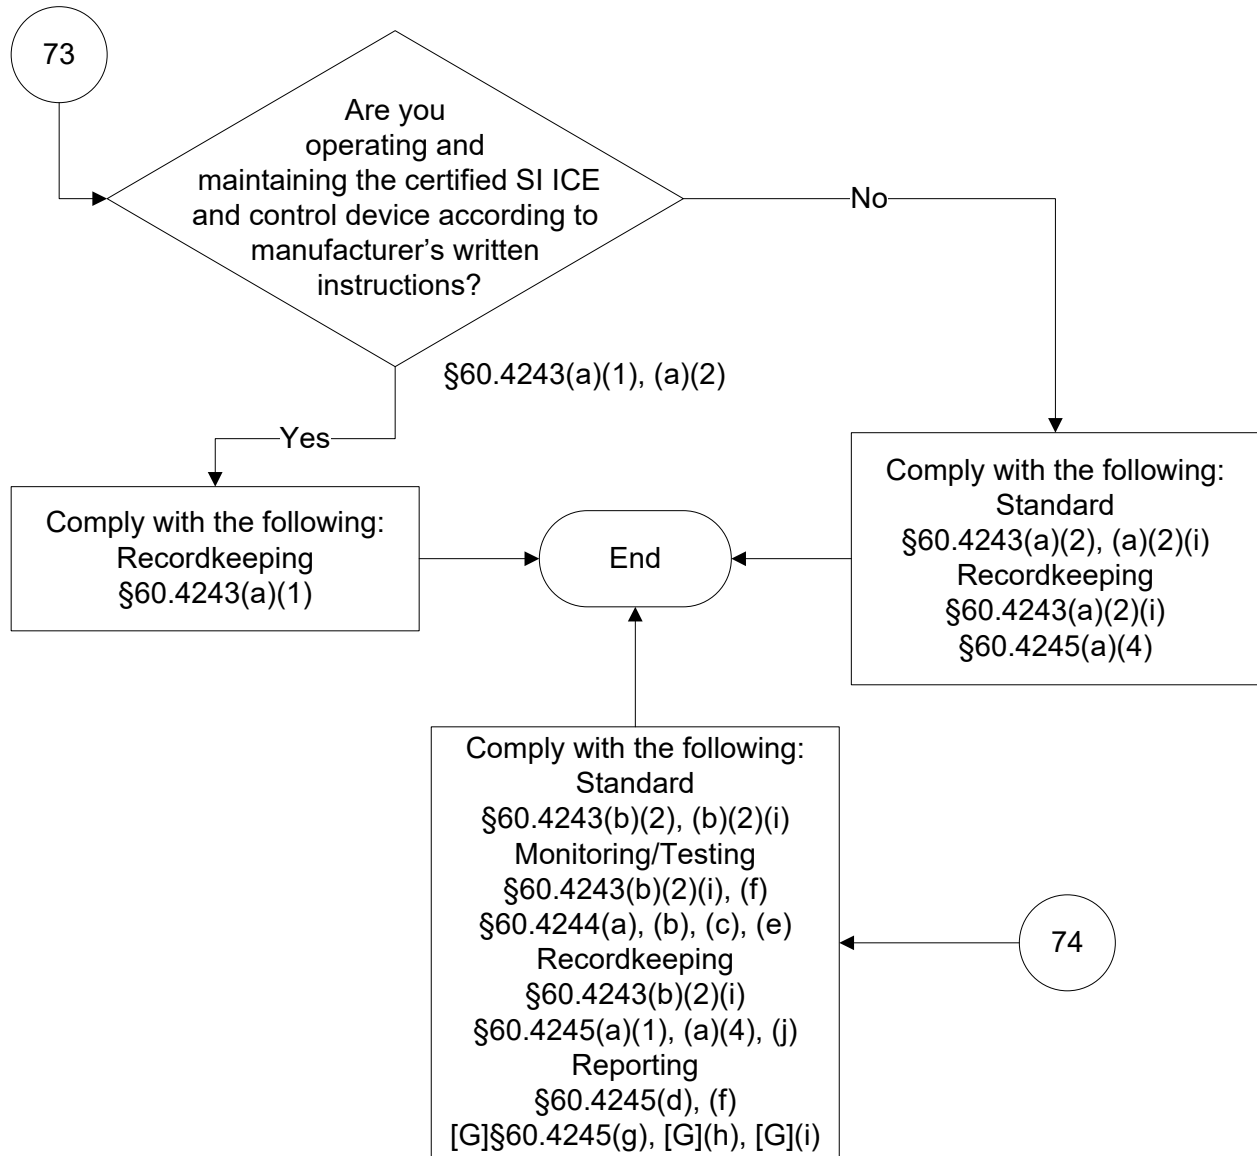 73
Are you
operating and
maintaining the certified SI ICE
and control device according to
manufacturer’s written
instructions?
No
§60.4243(a)(1), (a)(2)
Yes
Comply with the following:
Recordkeeping
§60.4243(a)(1)
End
Comply with the following:
Standard
§60.4243(a)(2), (a)(2)(i)
Recordkeeping
§60.4243(a)(2)(i)
§60.4245(a)(4)
Comply with the following:
Standard
§60.4243(b)(2), (b)(2)(i)
Monitoring/Testing
§60.4243(b)(2)(i), (f)
§60.4244(a), (b), (c), (e)
Recordkeeping
§60.4243(b)(2)(i)
§60.4245(a)(1), (a)(4), (j)
Reporting
§60.4245(d), (f)
[G]§60.4245(g), [G](h), [G](i)
74